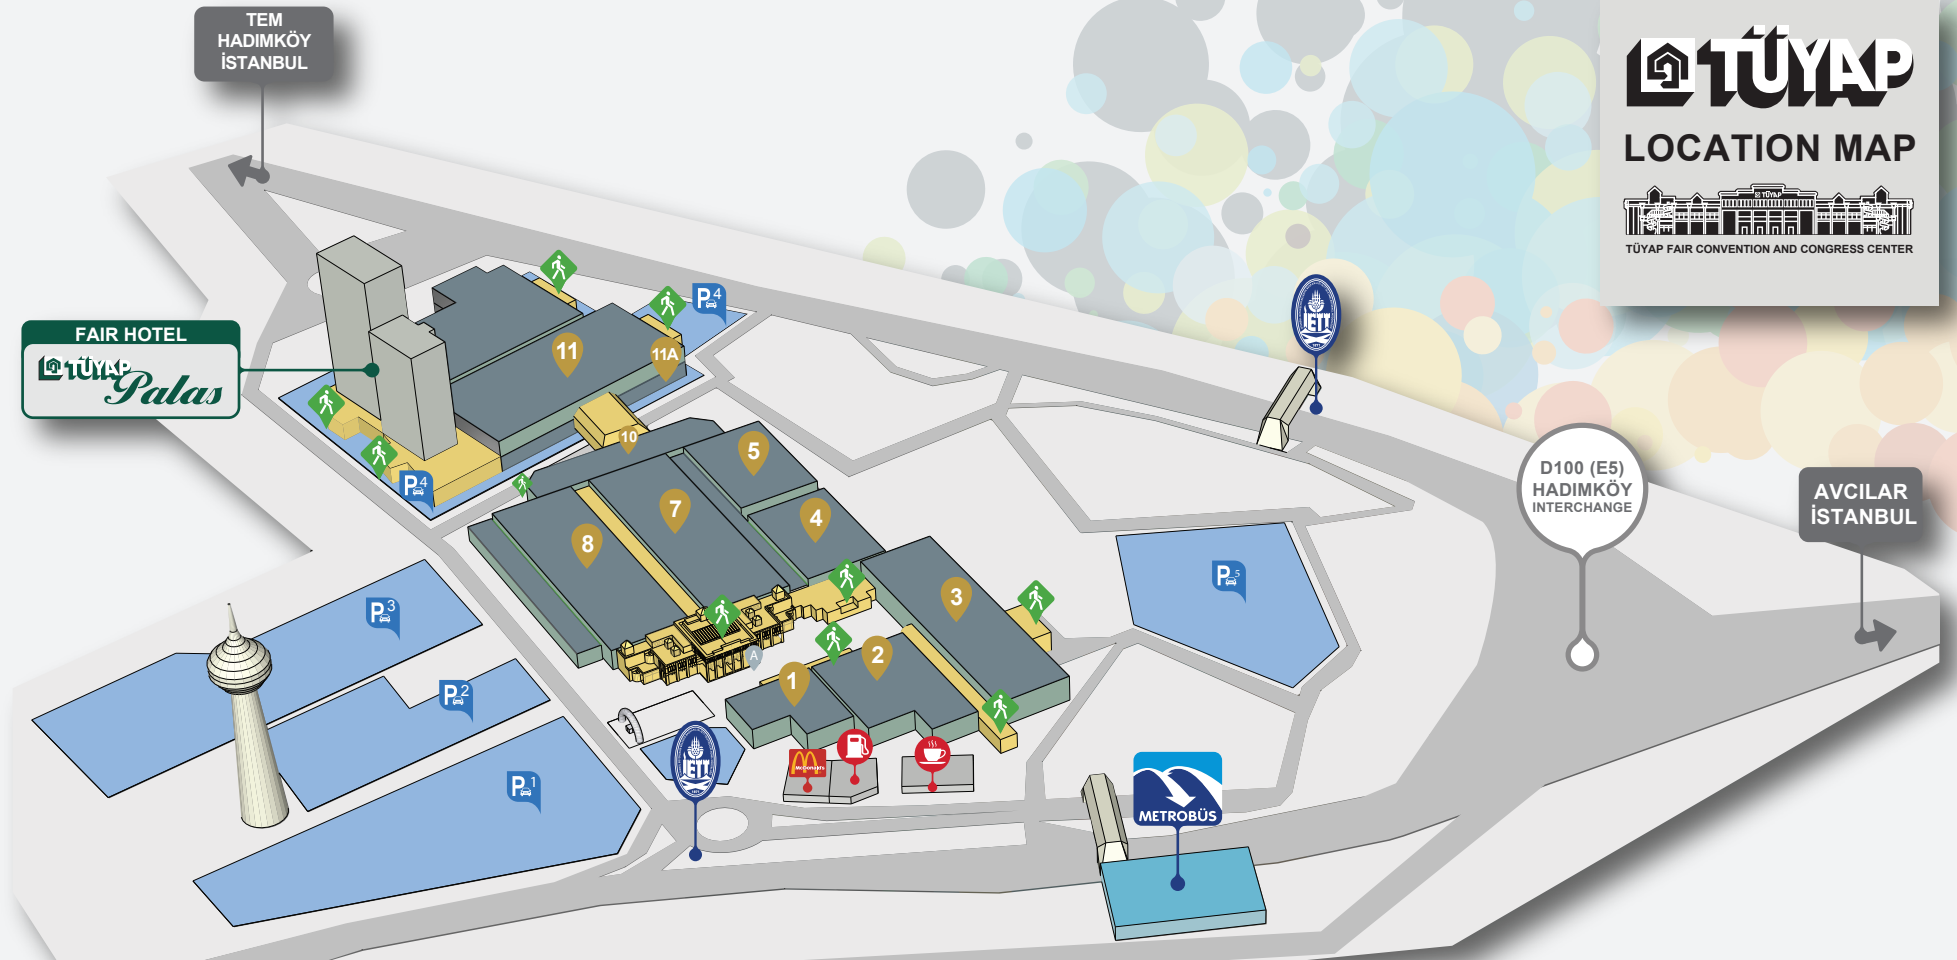 TEM
HADIMKÖY
İSTANBUL
TÜYAP
LOCATION MAP
TÜYAP
TÜYAP FAIR CONVENTION AND CONGRESS CENTER
FAIR HOTEL
TÜYAP
Palas
P4
11
11A
IETT
D100 (E5)
HADIMKÖY
INTERCHANGE
AVCILAR
İSTANBUL
10
5
P4
7
4
8
P5
3
P3
A
2
1
P2
IETT
McDonald's
P1
METROBÜS